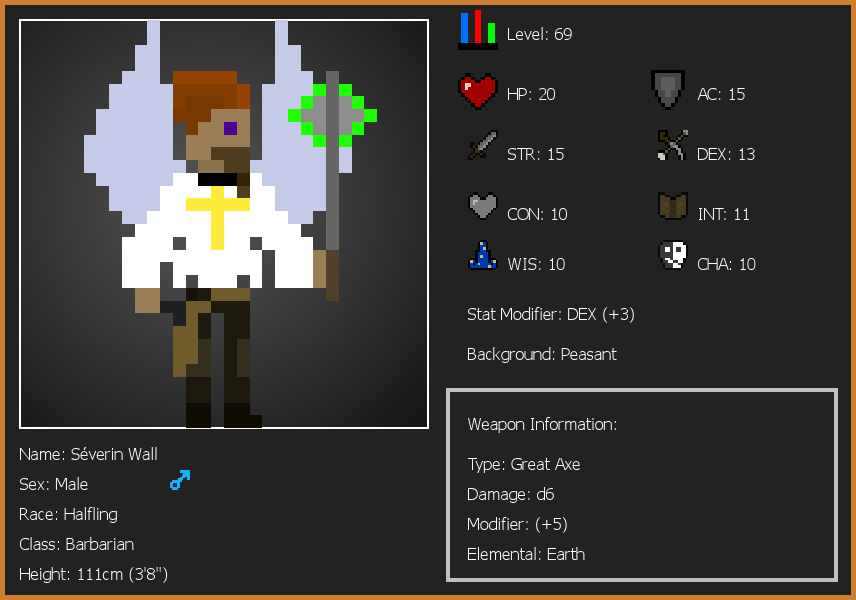 Level: 69
HP: 20
AC: 15
STR: 15
DEX: 13
CON: 10
INT: 11
WIS: 10
CHA: 10
Stat Modifier: DEX (+3)
Background: Peasant
Weapon Information:
Type: Great Axe
Damage: d6
Modifier: (+5)
Elemental: Earth
Name: Séverin Wall
Sex: Male
Race: Halfling
Class: Barbarian
Height: 111cm (3'8")